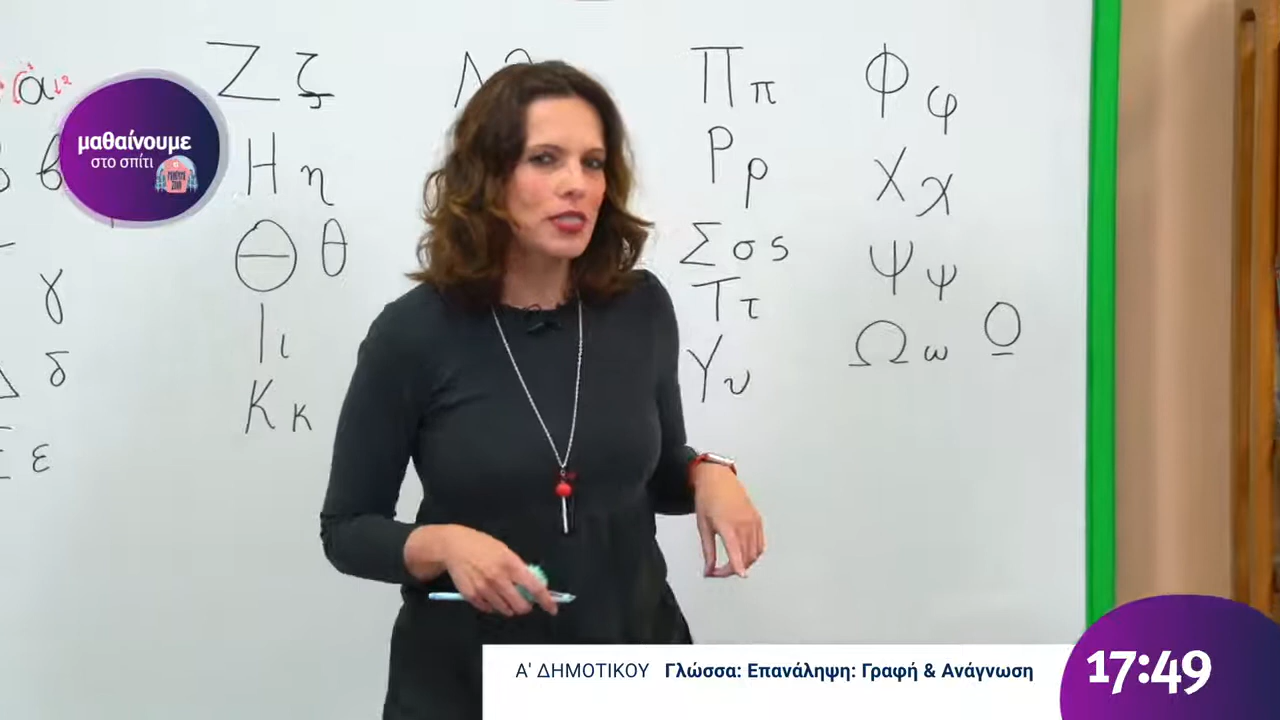 α
Ζ ζ
Π π
Φ φ
μαθαίνουμε
στο σπίτι
β
Η η
Ρ ρ
Χ χ
Θ θ
Σ σ ς
Ψ ψ
γ
Ι ι
Τ τ
Ω ω Ο
δ
Κ κ
Υ υ
ε
Α' ΔΗΜΟΤΙΚΟΥ Γλώσσα: Επανάληψη: Γραφή & Ανάγνωση
17:49